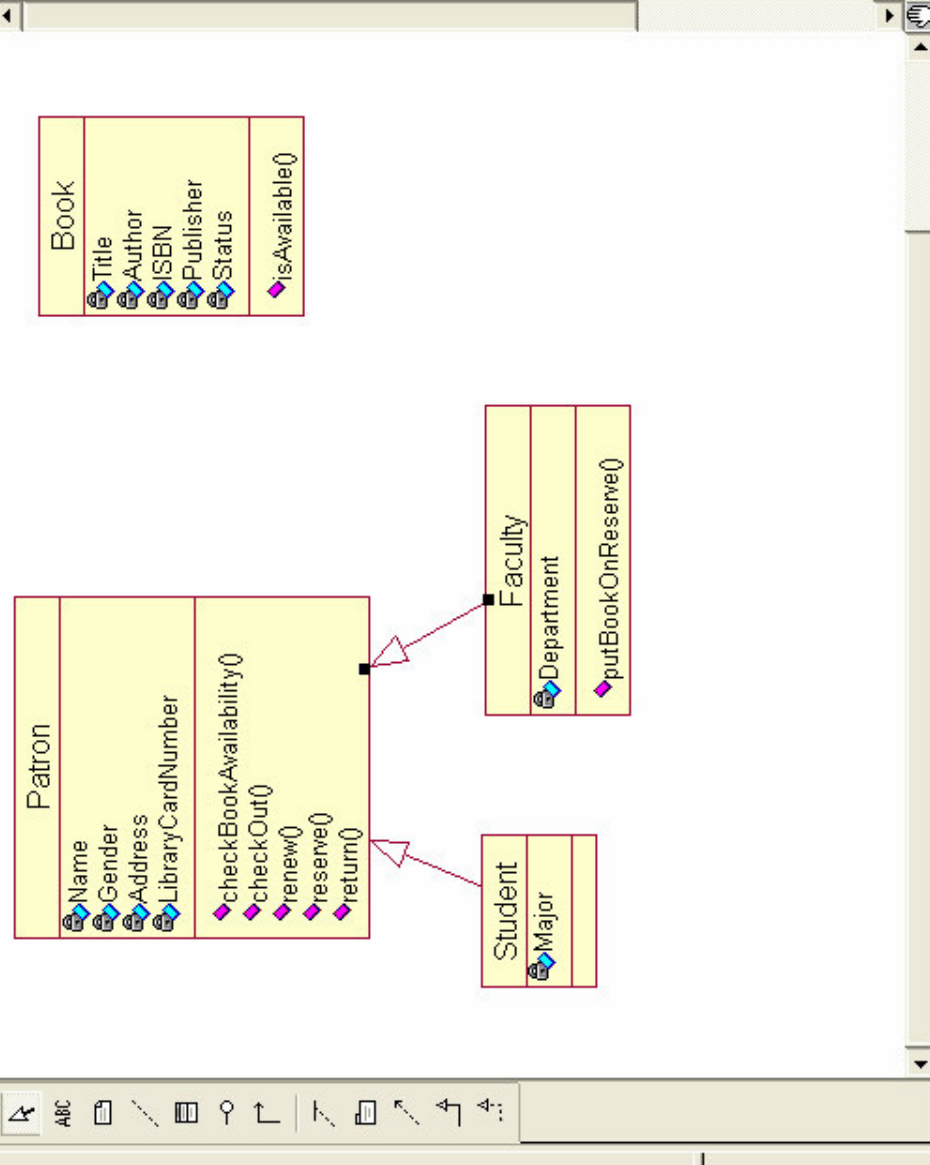 ABC
Patron
Name
Gender
Address
LibraryCardNumber
checkBookAvailability()
checkOut()
renew()
reserve()
return()
Book
Title
Author
ISBN
Publisher
Status
isAvailable()
Student
Major
Faculty
Department
putBookOnReserve()